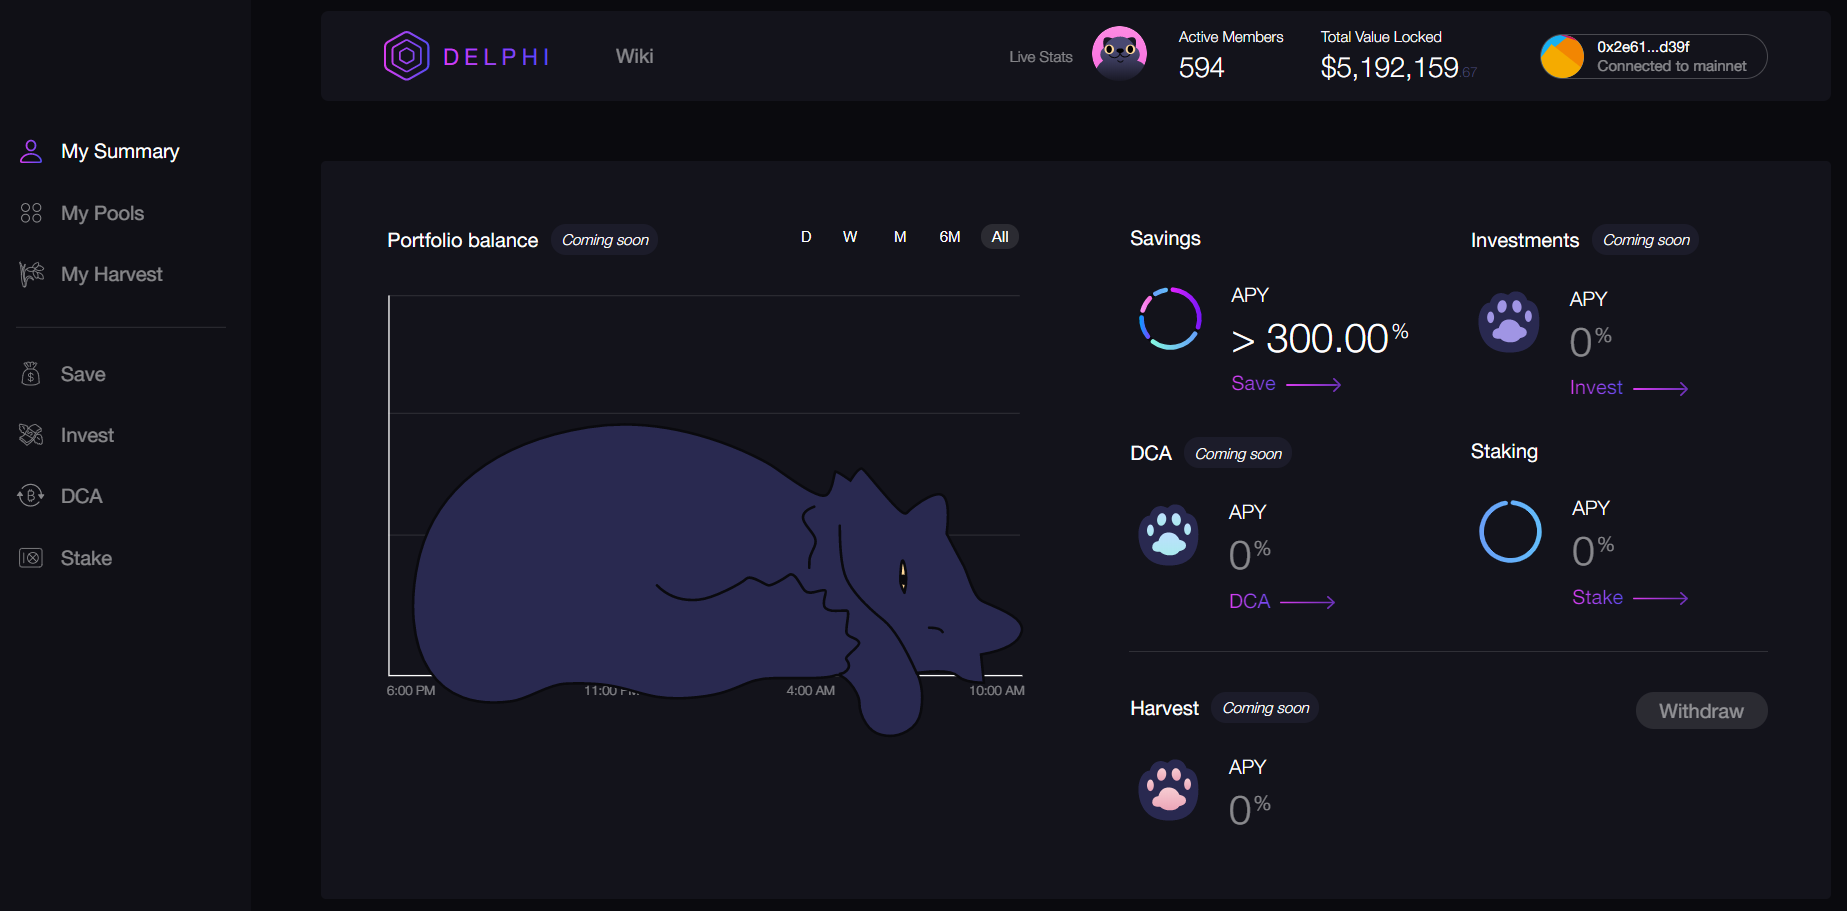 DELPHI
Wiki
Live Stats
Active Members
594
Total Value Locked
$5,192,159.67
0x2e61...d39f
Connected to mainnet
My Summary
My Pools
My Harvest
Save
Invest
DCA
Stake
Portfolio balance
Coming soon
D W M 6M All
6:00 PM 11:00 PM 4:00 AM 10:00 AM
Savings
APY
> 300.00%
Save
Investments
Coming soon
APY
0%
Invest
DCA
Coming soon
APY
0%
DCA
Staking
APY
0%
Stake
Harvest
Coming soon
Withdraw
APY
0%